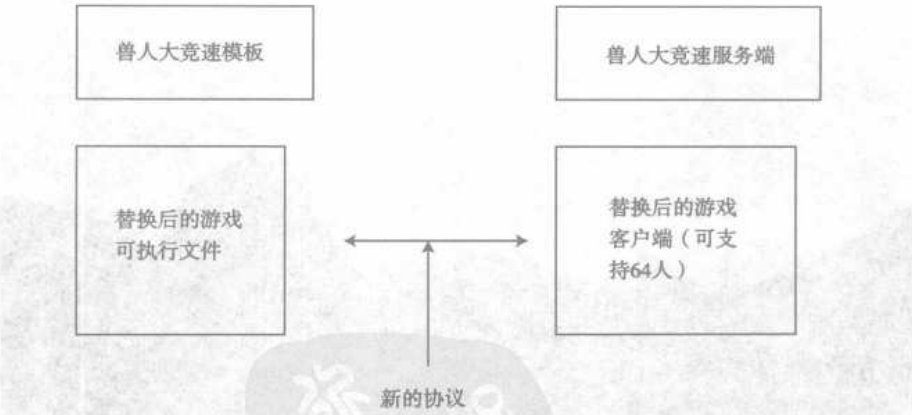 兽人大竞速模板
兽人大竞速服务端
替换后的游戏
可执行文件
替换后的游戏
客户端（可支
持64人）
新的协议